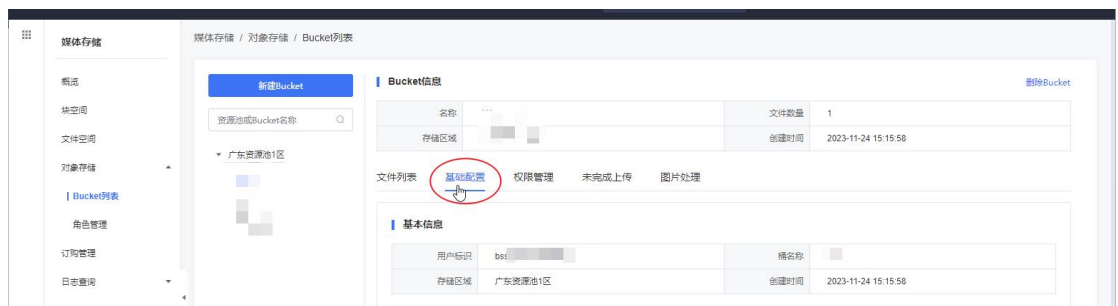 媒体存储
媒体存储 / 对象存储 / Bucket列表
概览
块空间
文件空间
对象存储
Bucket列表
角色管理
订购管理
日志查询
新建Bucket
资源池或Bucket名称
广东资源池1区
Bucket信息
删除Bucket
名称 文件数量 1
存储区域 创建时间 2023-11-24 15:15:58
文件列表 基础配置 权限管理 未完成上传 图片处理
基本信息
用户标识 bss 桶名称
存储区域 广东资源池1区 创建时间 2023-11-24 15:15:58